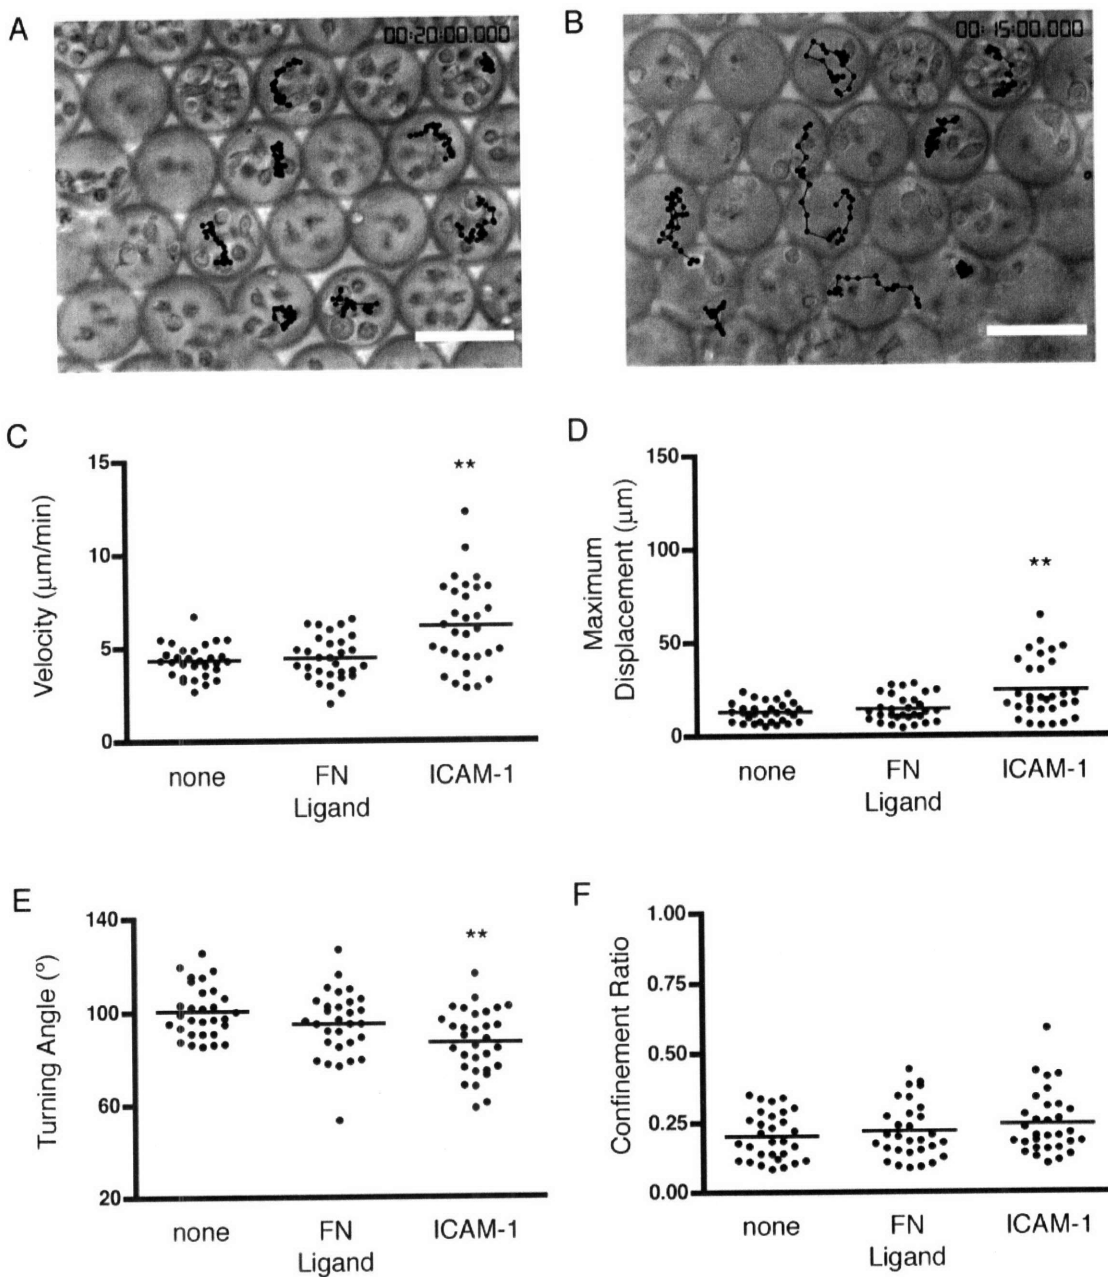 A
00:20:00.000
B
00:15:00.000
C
Velocity (μm/min)
15
10
5
0
**
none
FN
ICAM-1
Ligand
D
Maximum
Displacement (μm)
150
100
50
0
**
none
FN
ICAM-1
Ligand
E
Turning Angle (º)
140
100
60
20
**
none
FN
ICAM-1
Ligand
F
Confinement Ratio
1.00
0.75
0.50
0.25
0.00
none
FN
ICAM-1
Ligand